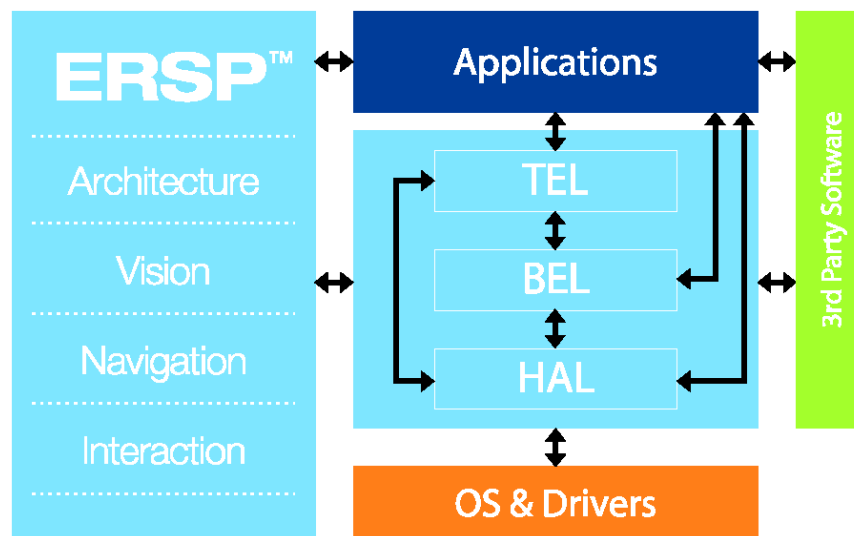 ERSP™
Architecture
Vision
Navigation
Interaction
Applications
TEL
BEL
HAL
OS & Drivers
3rd Party Software